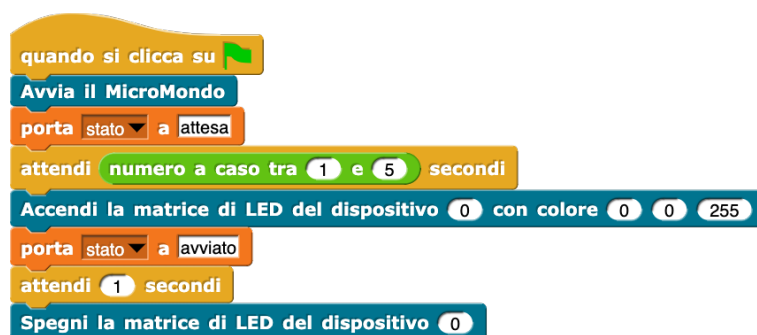 quando si clicca su
Avvia il MicroMondo
porta stato a attesa
attendi numero a caso tra 1 e 5 secondi
Accendi la matrice di LED del dispositivo 0 con colore 0 0 255
porta stato a avviato
attendi 1 secondi
Spegni la matrice di LED del dispositivo 0